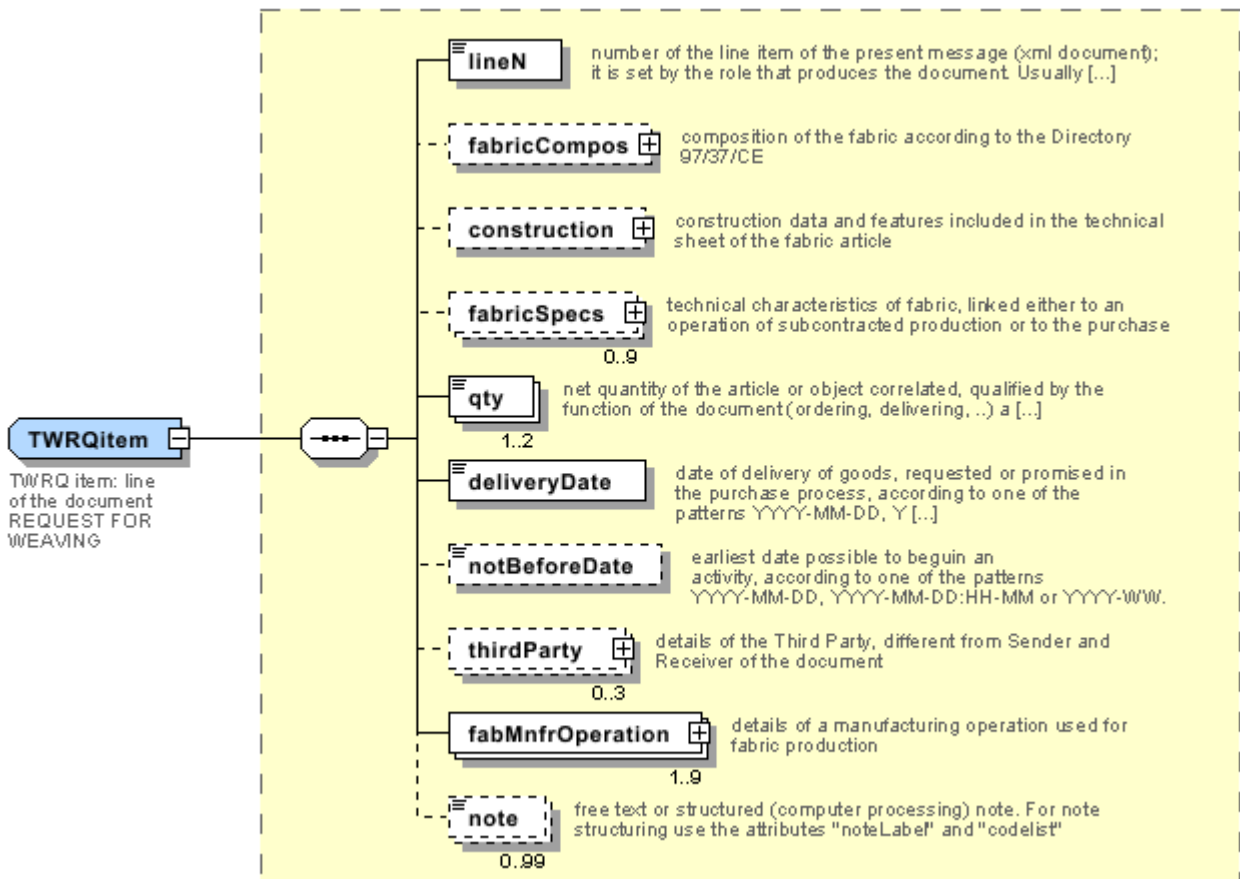 lineN
number of the line item of the present message (xml document);
it is set by the role that produces the document. Usually [...]
fabricCompos
composition of the fabric according to the Directory
97/37/CE
construction
construction data and features included in the technical
sheet of the fabric article
fabricSpecs
technical characteristics of fabric, linked either to an
operation of subcontracted production or to the purchase
0..9
qty
net quantity of the article or object correlated, qualified by the
function of the document (ordering, delivering, ..) a [...]
1..2
TWRQitem
TWRQ item: line
of the document
REQUEST FOR
WEAVING
deliveryDate
date of delivery of goods, requested or promised in
the purchase process, according to one of the
patterns YYYY-MM-DD, Y [...]
notBeforeDate
earliest date possible to beguin an
activity, according to one of the patterns
YYYY-MM-DD, YYYY-MM-DD:HH-MM or YYYY-WW.
thirdParty
details of the Third Party, different from Sender and
Receiver of the document
0..3
fabMnfrOperation
details of a manufacturing operation used for
fabric production
1..9
note
free text or structured (computer processing) note. For note
structuring use the attributes "noteLabel" and "codelist"
0..99